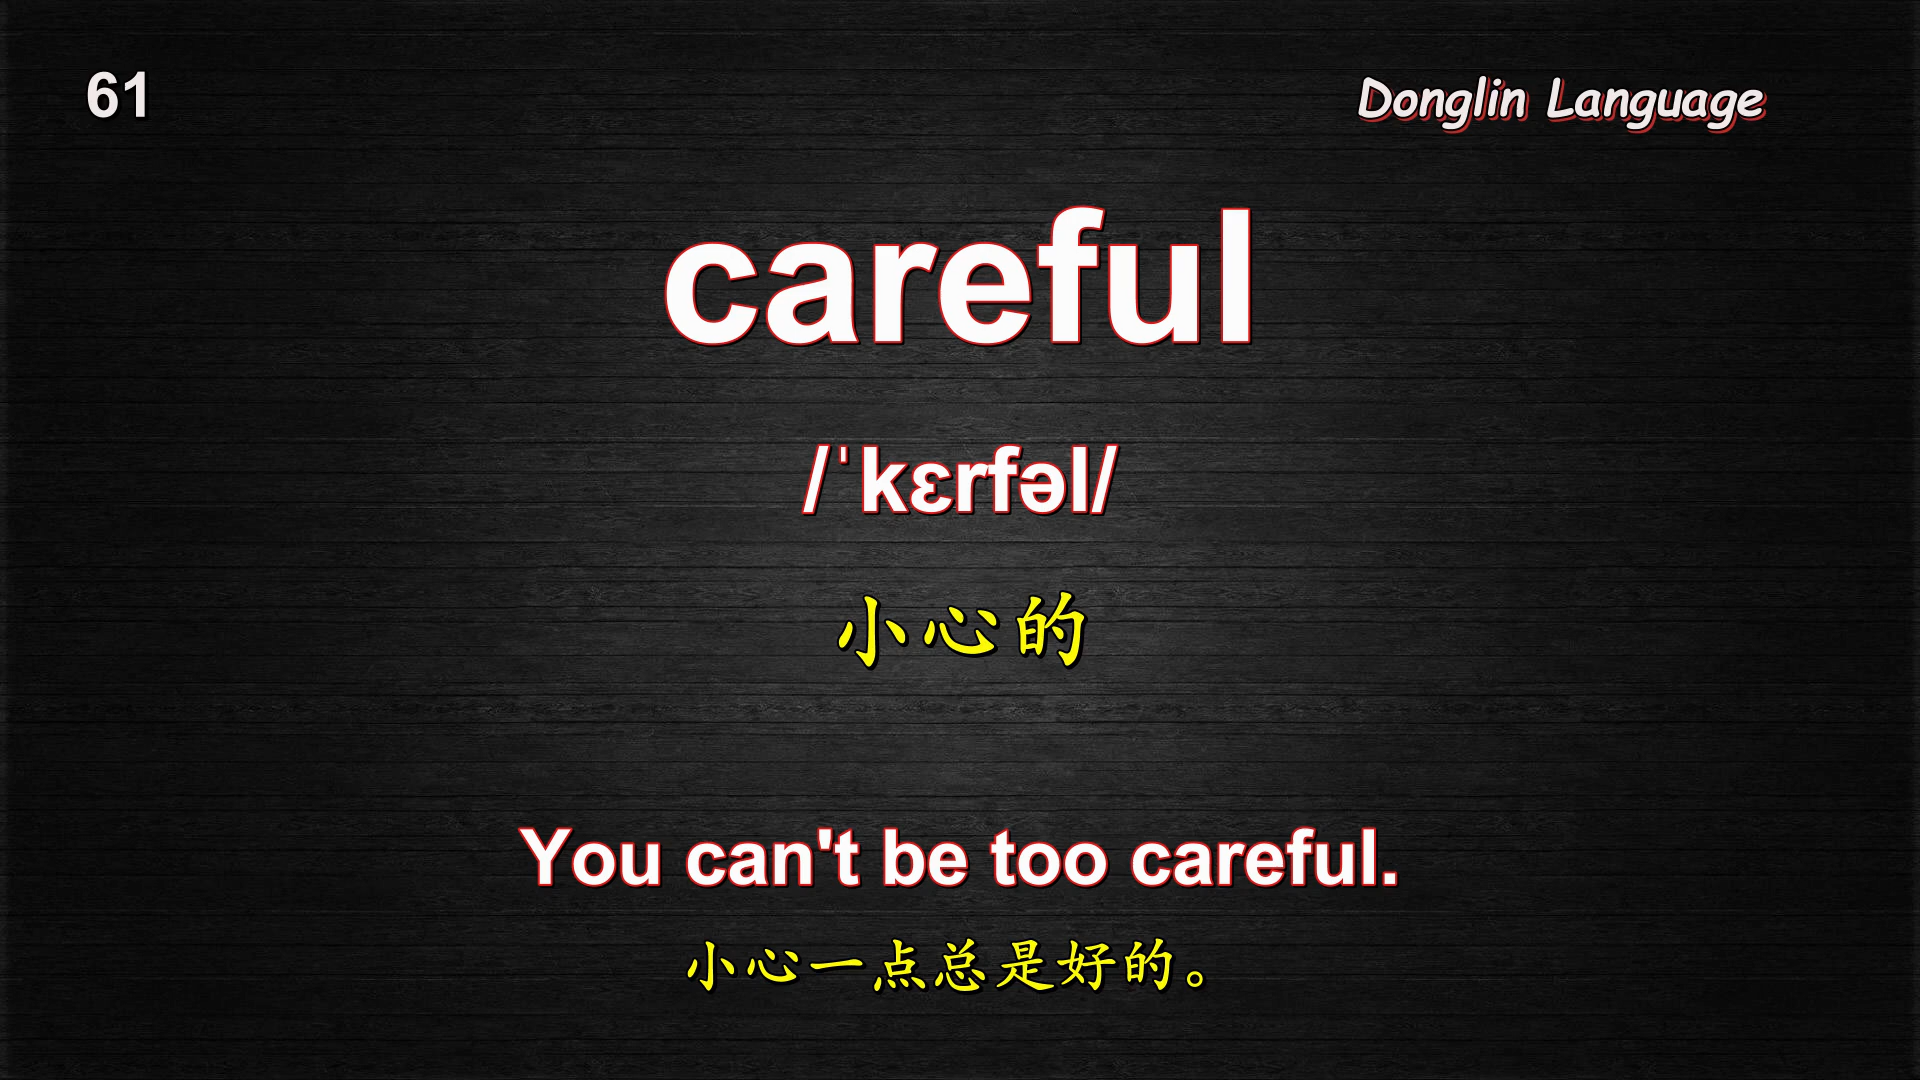 61
Donglin Language
careful
/ˈkɛrfəl/
小心的
You can't be too careful.
小心一点总是好的。